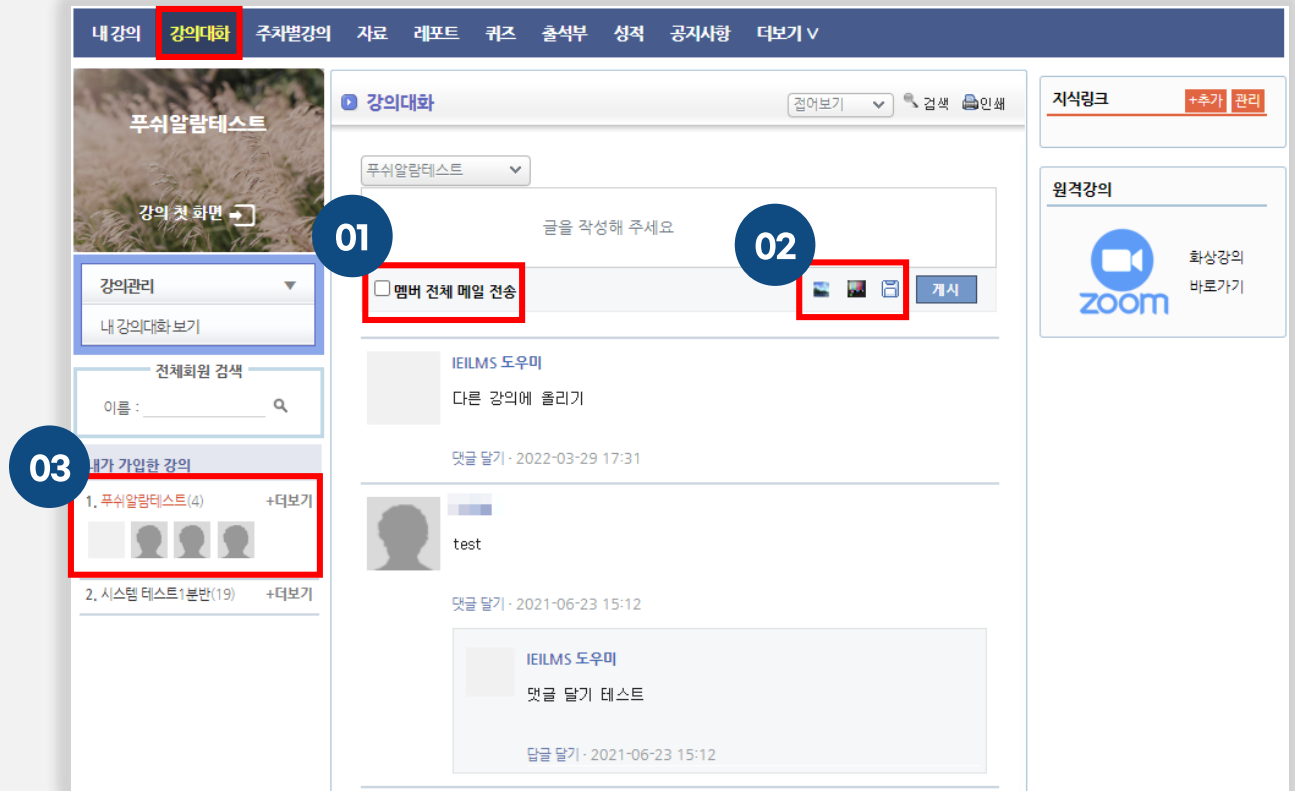 내 강의 강의대화 주차별강의 자료 레포트 퀴즈 출석부 성적 공지사항 더보기 ∨
푸쉬알람테스트
강의 첫 화면
강의관리 ▼
내 강의대화 보기
전체회원 검색
이름 :
03
내가 가입한 강의
1. 푸쉬알람테스트(4) +더보기
2. 시스템 테스트1분반(19) +더보기
강의대화
접어보기 검색 인쇄
푸쉬알람테스트
글을 작성해 주세요
01
02
멤버 전체 메일 전송
게시
IEILMS 도우미
다른 강의에 올리기
댓글 달기 · 2022-03-29 17:31
test
댓글 달기 · 2021-06-23 15:12
IEILMS 도우미
댓글 달기 테스트
답글 달기 · 2021-06-23 15:12
지식링크 +추가 관리
원격강의
zoom
화상강의
바로가기